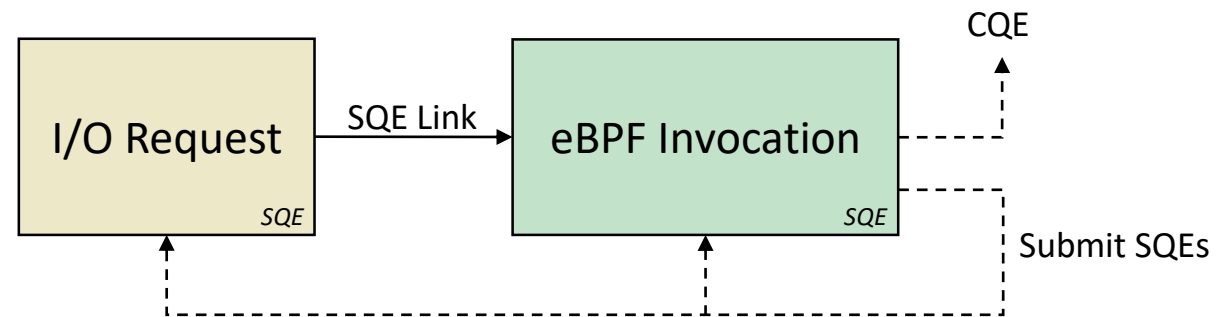 CQE
I/O Request
SQE Link
eBPF Invocation
SQE
SQE
Submit SQEs